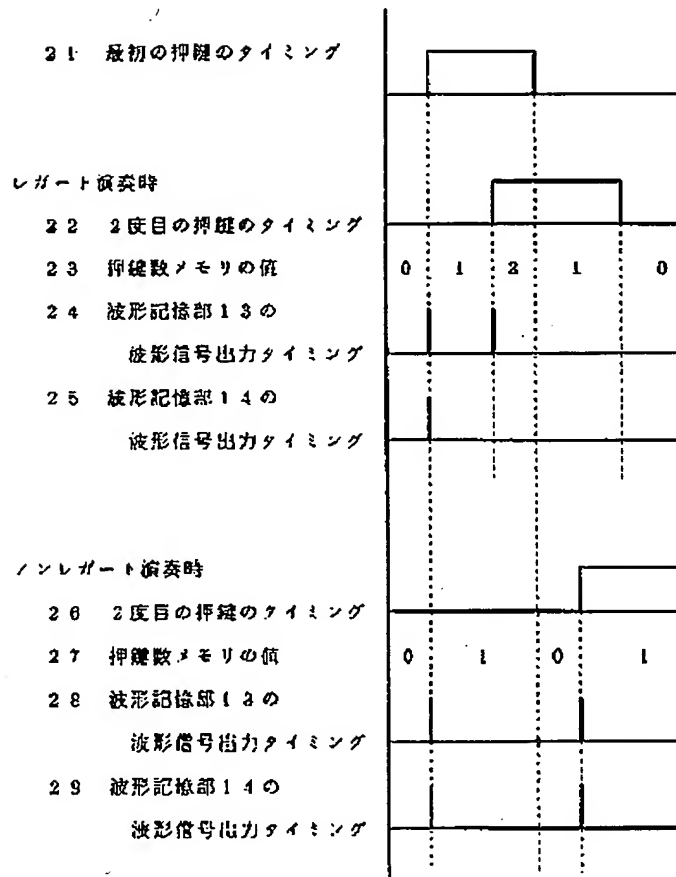 21 最初の押鍵のタイミング
レガート演奏時
22 2度目の押鍵のタイミング
23 押鍵数メモリの値
0 1 2 1 0
24 波形記憶部13の
波形信号出力タイミング
25 波形記憶部14の
波形信号出力タイミング
ノンレガート演奏時
26 2度目の押鍵のタイミング
27 押鍵数メモリの値
0 1 0 1
28 波形記憶部13の
波形信号出力タイミング
29 波形記憶部14の
波形信号出力タイミング